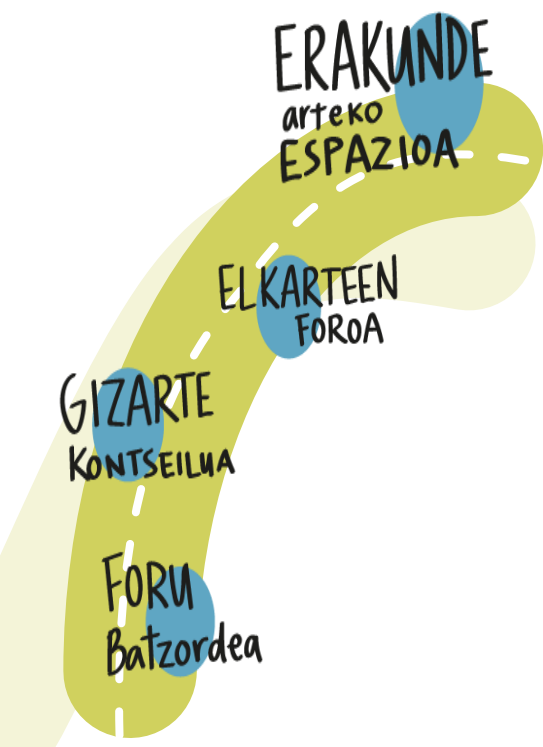 ERAKUNDE
arteko
ESPAZIOA
ELKARTEEN
FOROA
GIZARTE
KONTSEILUA
FORU
Batzordea